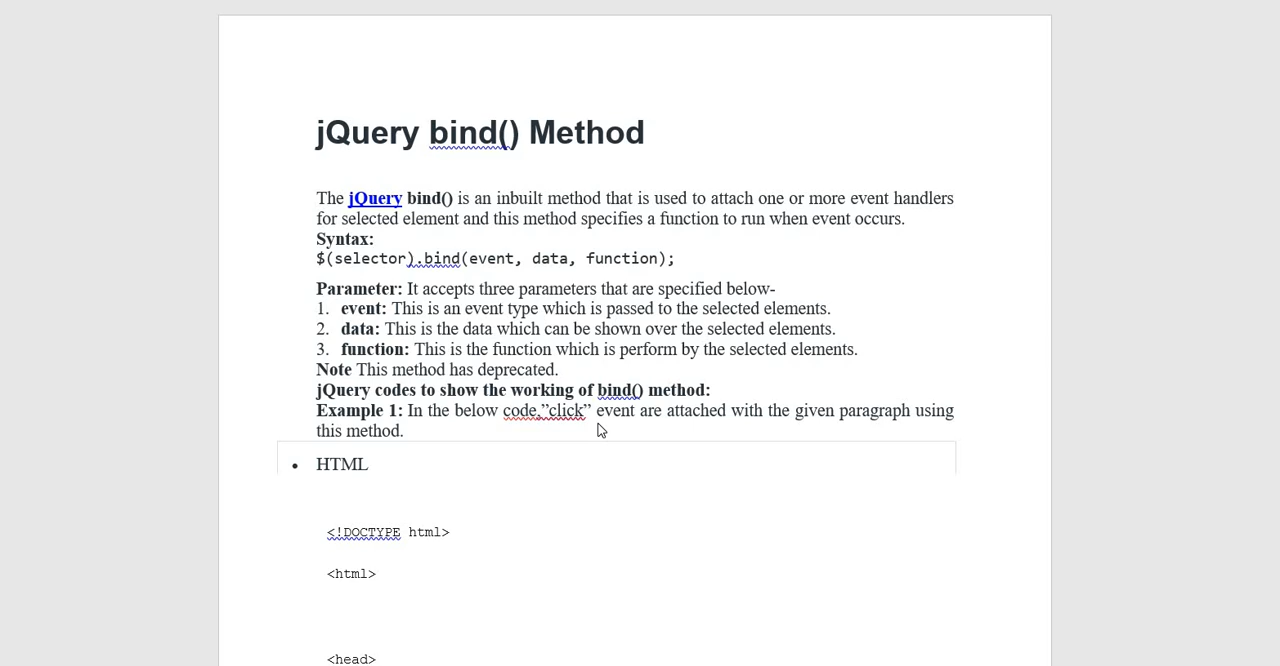 jQuery bind() Method
The jQuery bind() is an inbuilt method that is used to attach one or more event handlers
for selected element and this method specifies a function to run when event occurs.
Syntax:
$(selector).bind(event, data, function);
Parameter: It accepts three parameters that are specified below-
1. event: This is an event type which is passed to the selected elements.
2. data: This is the data which can be shown over the selected elements.
3. function: This is the function which is perform by the selected elements.
Note This method has deprecated.
jQuery codes to show the working of bind() method:
Example 1: In the below code,”click” event are attached with the given paragraph using
this method.
• HTML
<!DOCTYPE html>
<html>
<head>